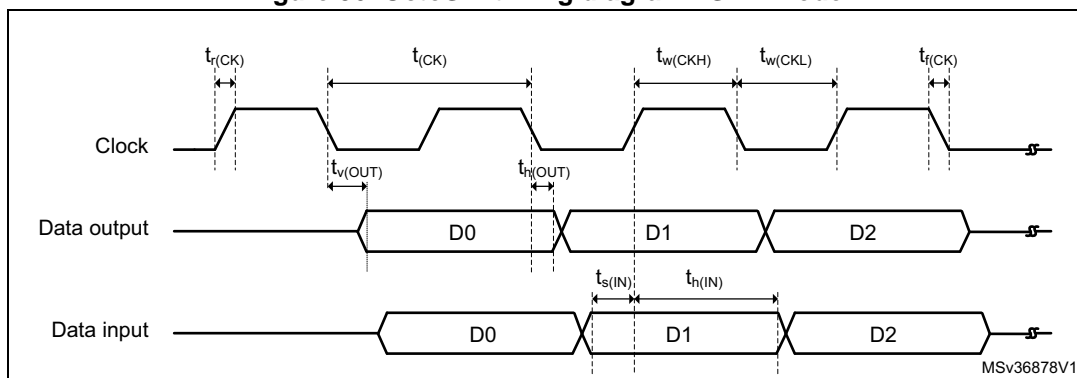 tr(CK) t(CK) tw(CKH) tw(CKL) tf(CK)
Clock
tv(OUT) th(OUT)
Data output D0 D1 D2
ts(IN) th(IN)
Data input D0 D1 D2
MSv36878V1